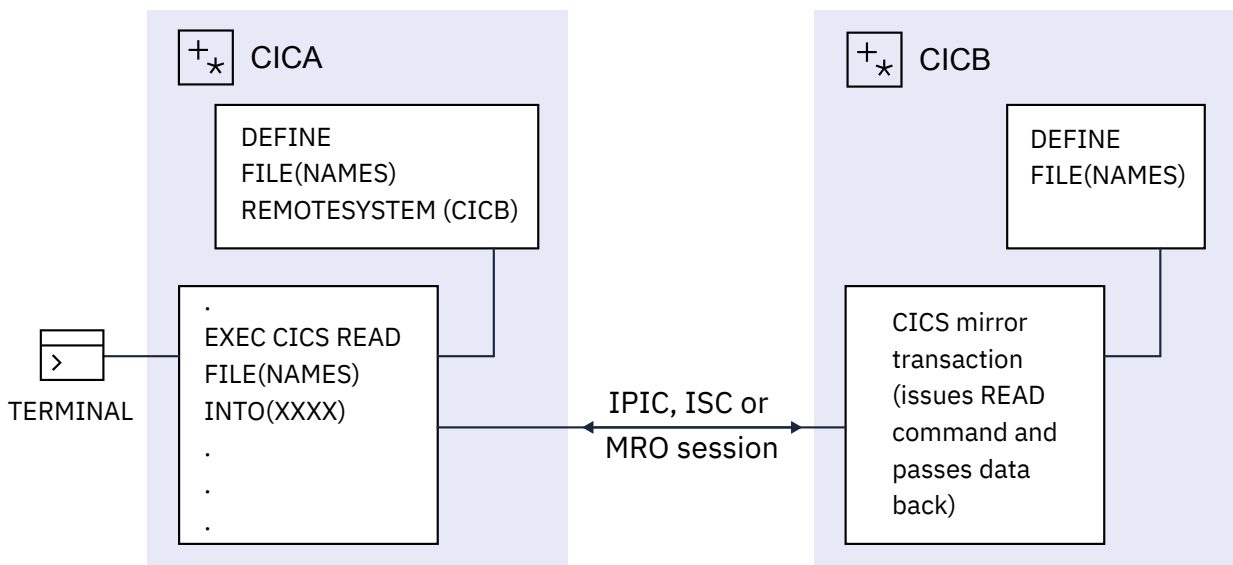 CICA
DEFINE
FILE(NAMES)
REMOTESYSTEM (CICB)
.
EXEC CICS READ
FILE(NAMES)
INTO(XXXX)
.
.
.
TERMINAL
IPIC, ISC or
MRO session
CICB
DEFINE
FILE(NAMES)
CICS mirror
transaction
(issues READ
command and
passes data
back)